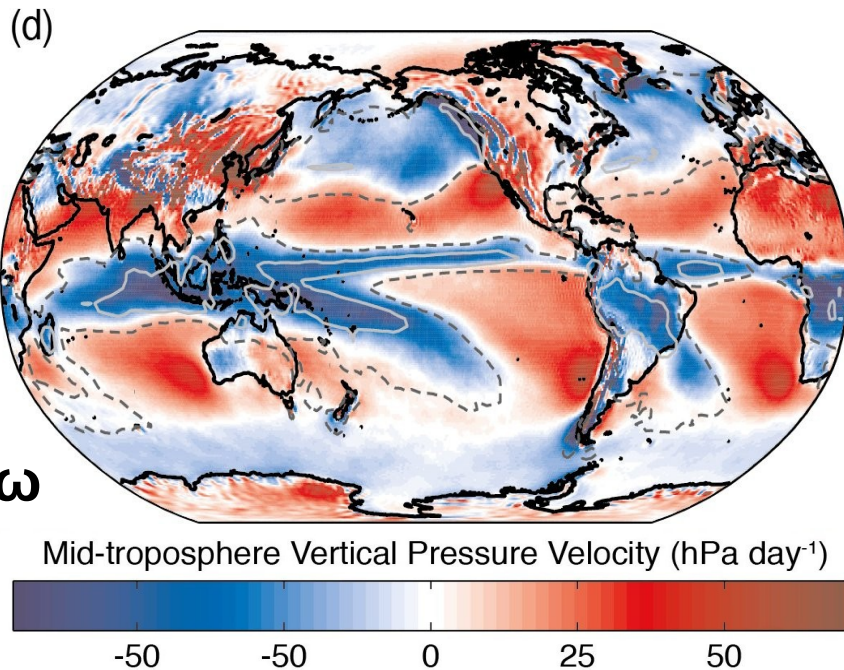 (d)
ω
Mid-troposphere Vertical Pressure Velocity (hPa day-1)
-50 -50 0 25 50